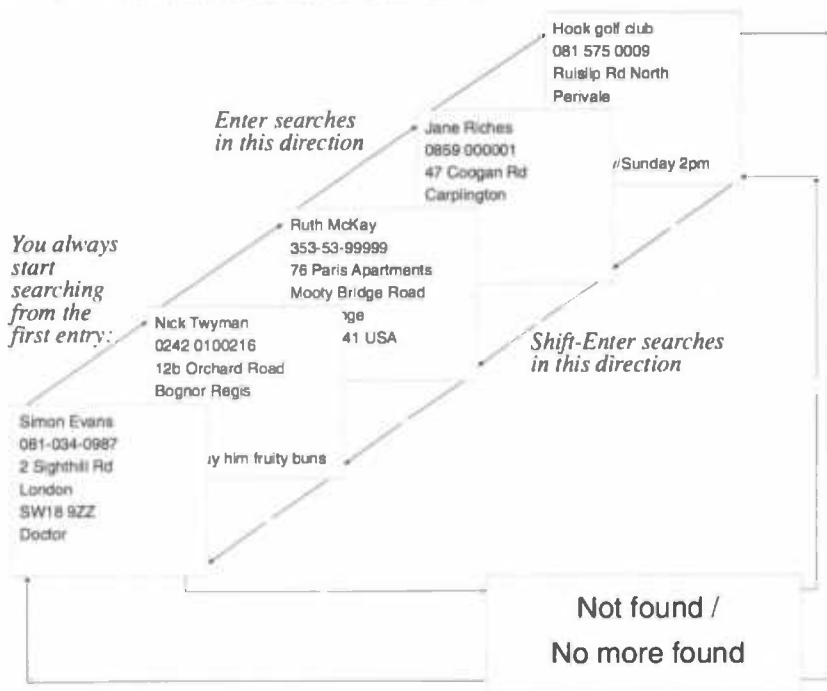 Hook golf club
081 575 0009
Ruislip Rd North
Perivale
/Sunday 2pm
Enter searches
in this direction
Jane Riches
0859 000001
47 Coogan Rd
Carplington
Ruth McKay
353-53-99999
76 Paris Apartments
Mooty Bridge Road
nge
41 USA
You always
start
searching
from the
first entry:
Nick Twyman
0242 0100216
12b Orchard Road
Bognor Regis
uy him fruity buns
Shift-Enter searches
in this direction
Simon Evans
081-034-0987
2 Sighthill Rd
London
SW18 9ZZ
Doctor
Not found /
No more found